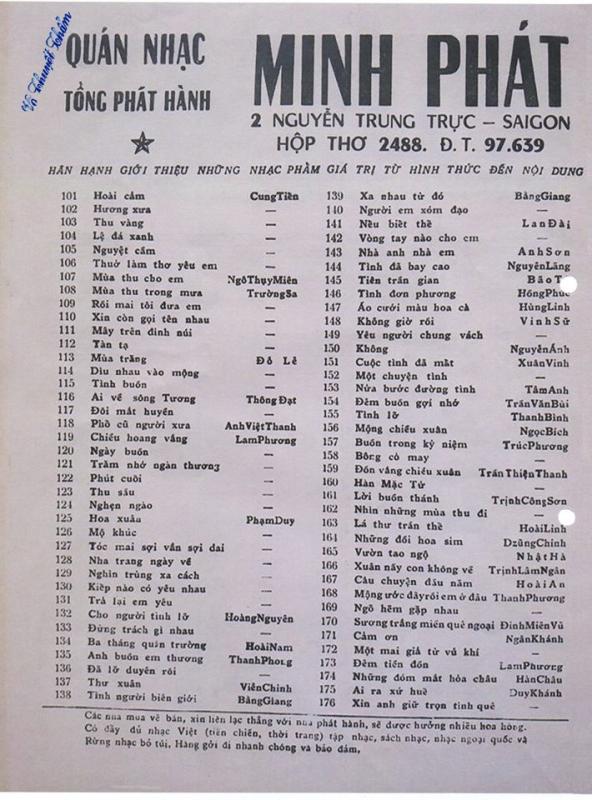 QUÁN NHẠC
TỔNG PHÁT HÀNH
MINH PHÁT
2 NGUYỄN TRUNG TRỰC – SAIGON
HỘP THƠ 2488. Đ.T. 97.639
HÂN HẠNH GIỚI THIỆU NHỮNG NHẠC PHẨM GIÁ TRỊ TỪ HÌNH THỨC ĐẾN NỘI DUNG
101 Hoài cảm CungTiến
102 Hương xưa —
103 Thu vàng —
104 Lệ đá xanh —
105 Nguyệt cầm —
106 Thuở làm thơ yêu em —
107 Mùa thu cho em NgôThụyMiên
108 Mùa thu trong mưa TrườngSa
109 Rồi mai tôi đưa em —
110 Xin còn gọi tên nhau —
111 Mây trên đỉnh núi —
112 Tàn tạ —
113 Mùa trăng Đỗ Lễ
114 Dìu nhau vào mộng —
115 Tình buồn —
116 Ai về sông Tương Thông Đạt
117 Đôi mắt huyền —
118 Phố cũ người xưa AnhViệtThanh
119 Chiều hoang vắng LamPhương
120 Ngày buồn —
121 Trăm nhớ ngàn thương —
122 Phút cuối —
123 Thu sầu —
124 Nghẹn ngào —
125 Hoa xuân PhạmDuy
126 Mộ khúc —
127 Tóc mai sợi vắn sợi dài —
128 Nha trang ngày về —
129 Nghìn trùng xa cách —
130 Kiếp nào có yêu nhau —
131 Trả lại em yêu —
132 Cho người tình lỡ HoàngNguyên
133 Đừng trách gì nhau —
134 Ba tháng quân trường HoàiNam
135 Anh buồn em thương ThanhPhong
136 Đã lỡ duyên rồi —
137 Thư xuân ViễnChinh
138 Tình người biên giới BằngGiang
139 Xa nhau từ đó BằngGiang
140 Người em xóm đạo —
141 Nếu biết thế LanĐài
142 Vòng tay nào cho em —
143 Nhà anh nhà em AnhSơn
144 Tình đã bay cao NguyênLăng
145 Tiên trần gian
146 Tình đơn phương HồngPhúc
147 Áo cưới màu hoa cà HùngLinh
148 Không giờ rồi VinhSử
149 Yêu người chung vách —
150 Không NguyễnÁnh
151 Cuộc tình đã mất XuânVinh
152 Một chuyện tình —
153 Nửa bước đường tình TâmAnh
154 Đêm buồn gợi nhớ TrầnVănBùi
155 Tình lỡ ThanhBình
156 Mộng chiều xuân NgọcBích
157 Buồn trong kỷ niệm TrúcPhương
158 Bông cỏ may —
159 Đồn vắng chiều xuân TrầnThiệnThanh
160 Hàn Mặc Tử —
161 Lời buồn thánh TrịnhCôngSơn
162 Nhìn những mùa thu đi —
163 Lá thư trần thế HoàiLinh
164 Những đồi hoa sim DzũngChinh
165 Vườn tao ngộ NhậtHà
166 Xuân nầy con không về TrịnhLâmNgân
167 Câu chuyện đầu năm HoàiAn
168 Mộng ước đây rồi em ở đâu ThanhPhương
169 Ngõ hẽm gặp nhau —
170 Sương trắng miền quê ngoại ĐinhMiênVũ
171 Cảm ơn NgânKhánh
172 Một mai giã từ vũ khí —
173 Đêm tiền đồn LamPhương
174 Những đóm mắt hỏa châu HànChâu
175 Ai ra xứ huế DuyKhánh
176 Xin anh giữ trọn tình quê —
Các nhà mua về bán, xin liên lạc thẳng với nhà phát hành, sẽ được hưởng nhiều hoa hồng.
Có đầy đủ nhạc Việt (tiền chiến, thời trang) tập nhạc, sách nhạc, nhạc ngoại quốc và
Rừng nhạc bỏ túi, Hàng gởi đi nhanh chóng và bảo đảm,